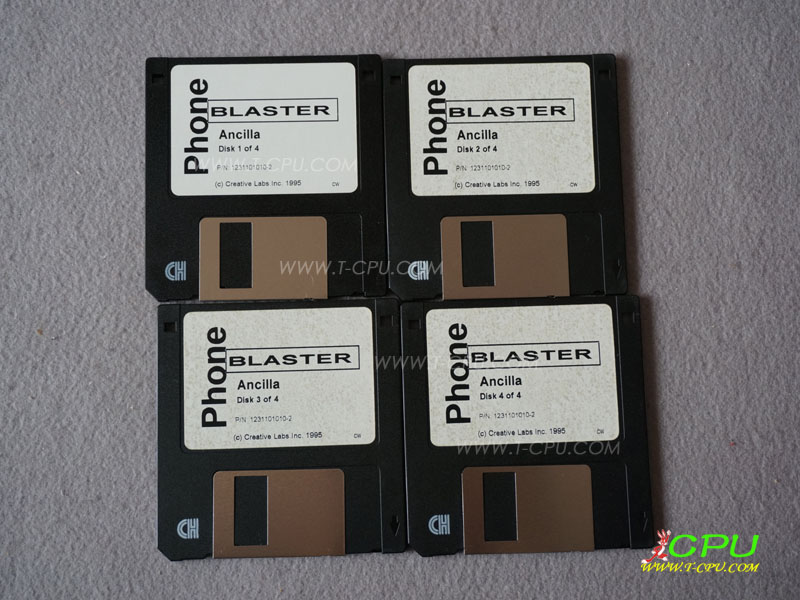 Phone
BLASTER
Ancilla
Disk 1 of 4
P/N: 1231101010-2
(c) Creative Labs Inc. 1995
CW
Phone
BLASTER
Ancilla
Disk 2 of 4
P/N: 1231101010-2
(c) Creative Labs Inc. 1995
CW
WWW.T-CPU.COM
WWW.T-CPU.COM
Phone
BLASTER
Ancilla
Disk 3 of 4
P/N: 1231101010-2
(c) Creative Labs Inc. 1995
CW
Phone
BLASTER
Ancilla
Disk 4 of 4
P/N: 1231101010-2
(c) Creative Labs Inc. 1995
CW
WWW.T-CPU.COM
WWW.T-CPU.COM
CPU
WWW.T-CPU.COM